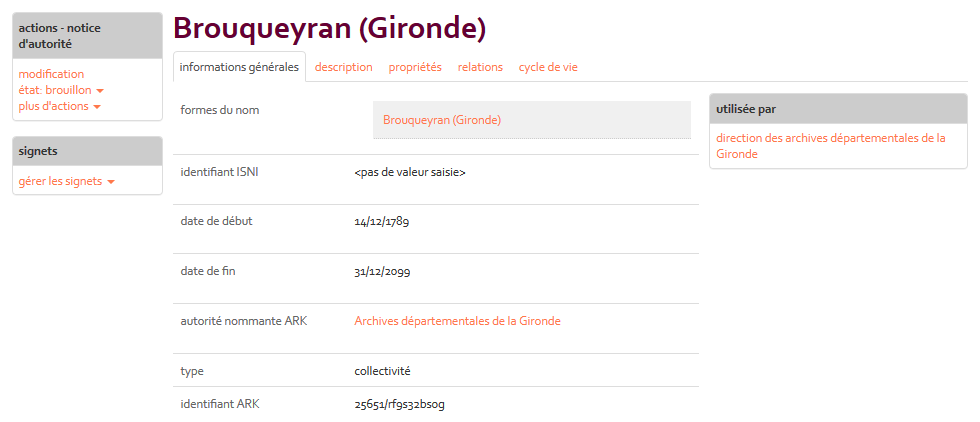 actions - notice
d'autorité
modification
état: brouillon
plus d'actions
signets
gérer les signets
Brouqueyran (Gironde)
informations générales
description
propriétés
relations
cycle de vie
formes du nom
Brouqueyran (Gironde)
identifiant ISNI
<pas de valeur saisie>
date de début
14/12/1789
date de fin
31/12/2099
autorité nommante ARK
Archives départementales de la Gironde
type
collectivité
identifiant ARK
25651/rf9s32bs0g
utilisée par
direction des archives départementales de la
Gironde